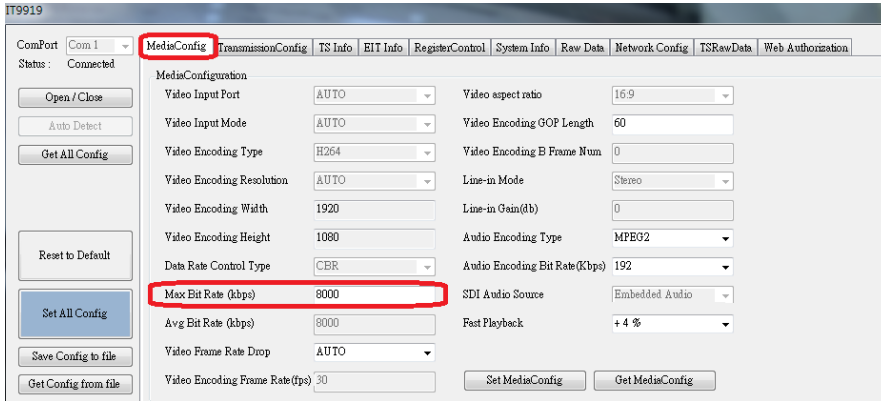 IT9919
ComPort Com 1
Status : Connected
Open / Close
Auto Detect
Get All Config
Reset to Default
Set All Config
Save Config to file
Get Config from file
MediaConfig TransmissionConfig TS Info EIT Info RegisterControl System Info Raw Data Network Config TSRawData Web Authorization
MediaConfiguration
Video Input Port AUTO
Video Input Mode AUTO
Video Encoding Type H264
Video Encoding Resolution AUTO
Video Encoding Width 1920
Video Encoding Height 1080
Data Rate Control Type CBR
Max Bit Rate (kbps) 8000
Avg Bit Rate (kbps) 8000
Video Frame Rate Drop AUTO
Video Encoding Frame Rate(fps) 30
Video aspect ratio 16:9
Video Encoding GOP Length 60
Video Encoding B Frame Num 0
Line-in Mode Stereo
Line-in Gain(db) 0
Audio Encoding Type MPEG2
Audio Encoding Bit Rate(Kbps) 192
SDI Audio Source Embedded Audio
Fast Playback + 4 %
Set MediaConfig Get MediaConfig